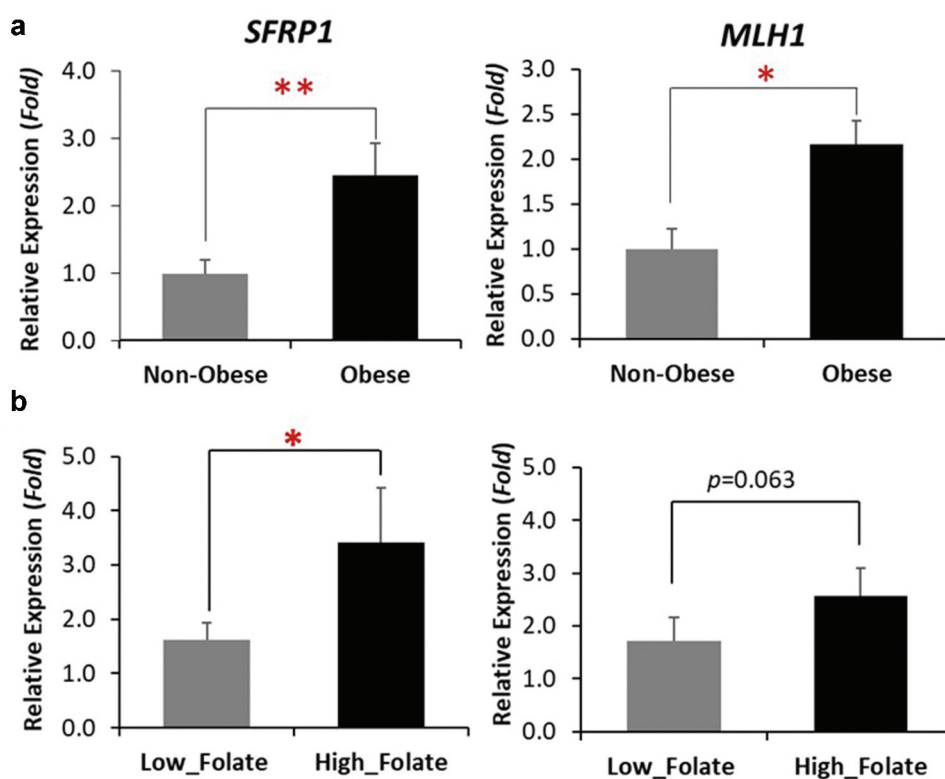 a
SFRP1
Relative Expression (Fold)
4.0
3.0
2.0
1.0
0.0
**
Non-Obese
Obese
MLH1
Relative Expression (Fold)
3.0
2.5
2.0
1.5
1.0
0.5
0.0
*
Non-Obese
Obese
b
Relative Expression (Fold)
5.0
4.0
3.0
2.0
1.0
0.0
*
Low_Folate
High_Folate
Relative Expression (Fold)
5.0
4.0
3.0
2.0
1.0
0.0
p=0.063
Low_Folate
High_Folate